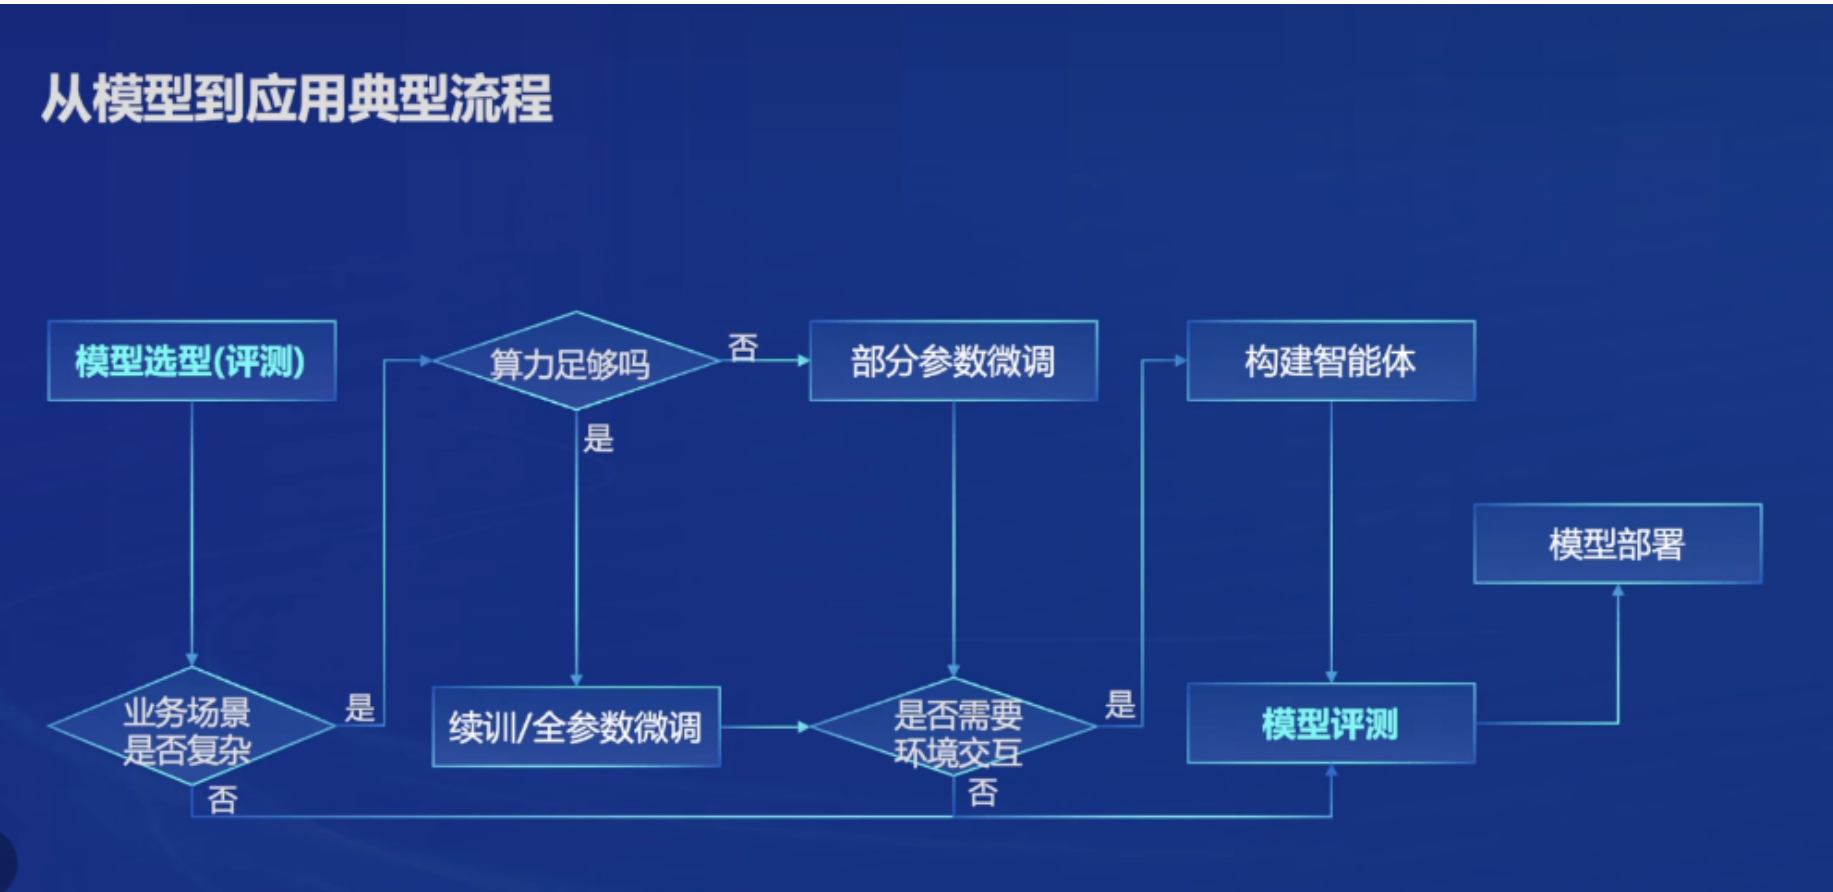 从模型到应用典型流程
模型选型(评测)
算力足够吗
否
部分参数微调
构建智能体
是
模型部署
业务场景
是否复杂
是
续训/全参数微调
是否需要
环境交互
是
模型评测
否
否